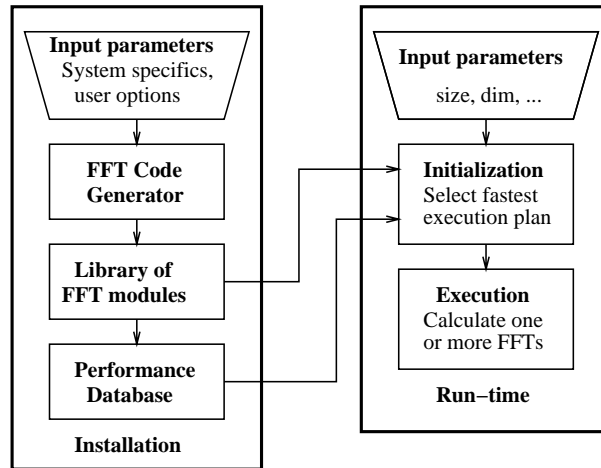 Input parameters
System specifics,
user options
FFT Code
Generator
Library of
FFT modules
Performance
Database
Installation
Input parameters
size, dim, ...
Initialization
Select fastest
execution plan
Execution
Calculate one
or more FFTs
Run−time